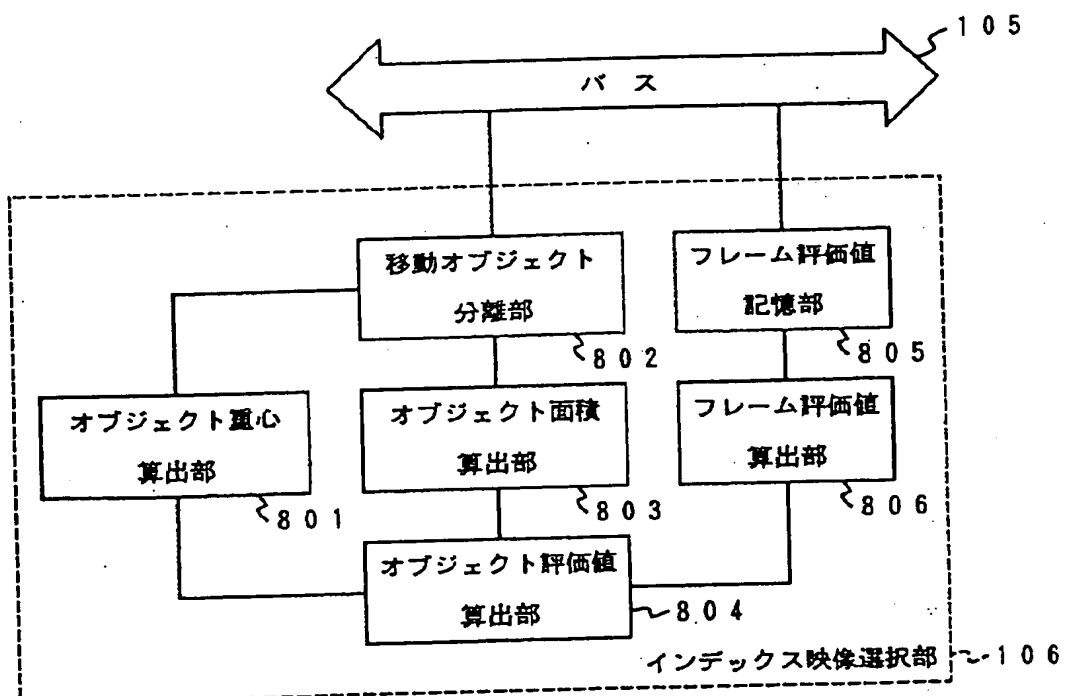 105
バス
移動オブジェクト
分離部
802
フレーム評価値
記憶部
805
オブジェクト重心
算出部
801
オブジェクト面積
算出部
803
フレーム評価値
算出部
806
オブジェクト評価値
算出部
804
インデックス映像選択部
106